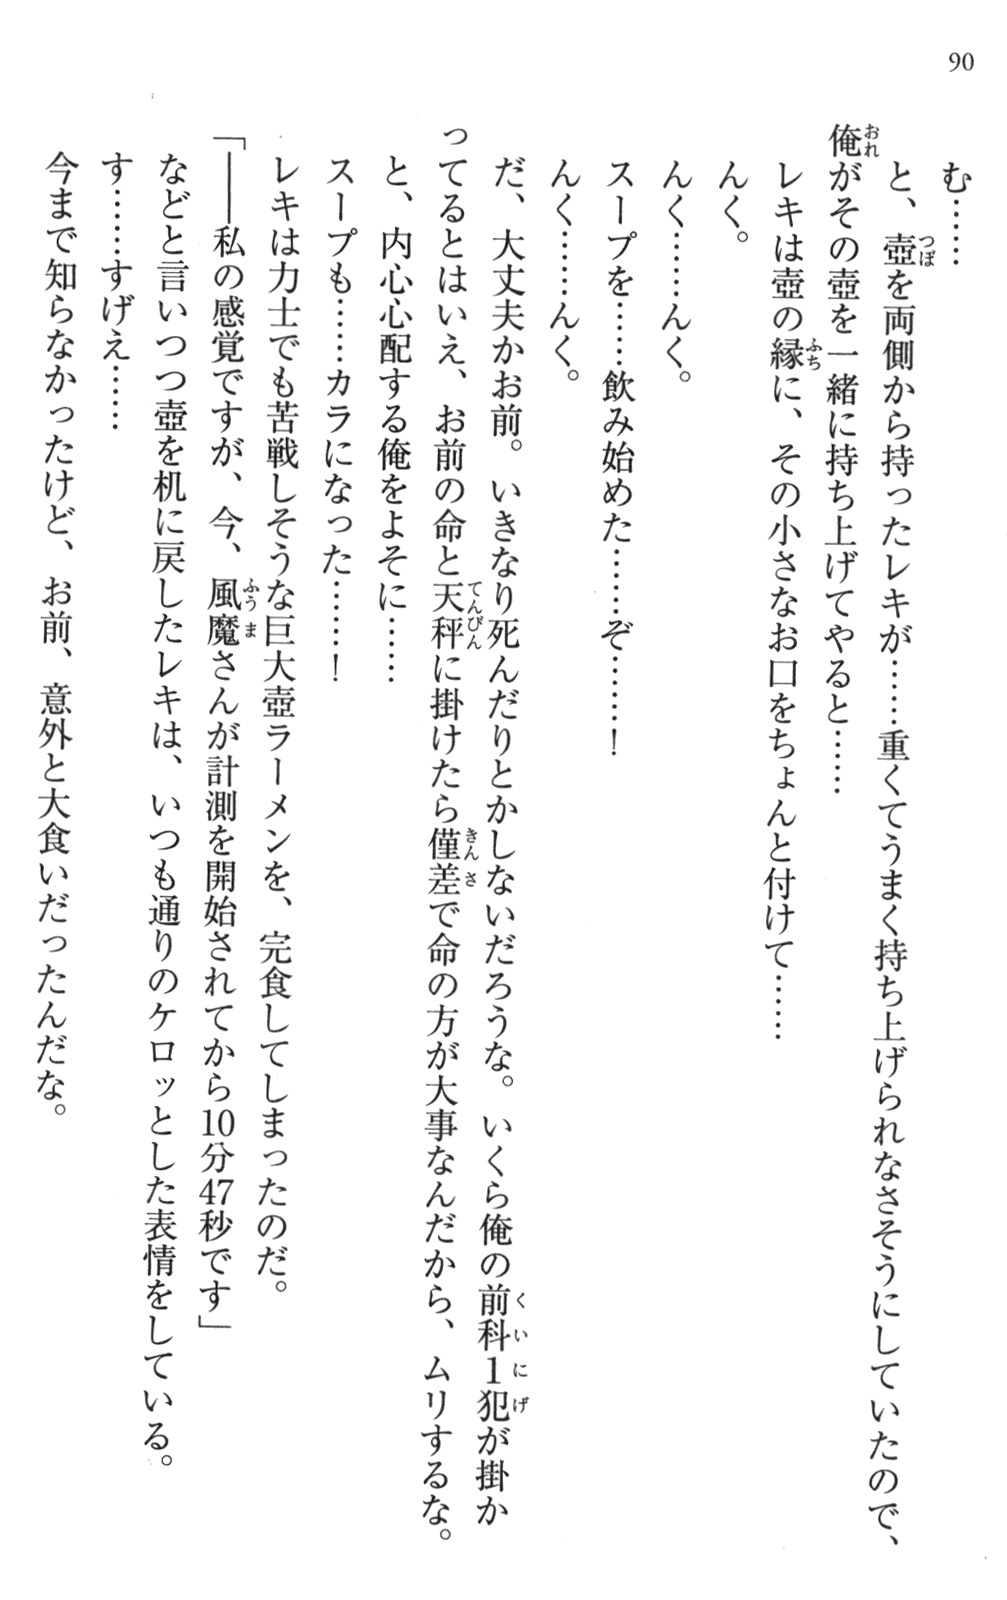 90
む……
と、壺を両側から持ったレキが……重くてうまく持ち上げられなさそうにしていたので、
俺がその壺を一緒に持ち上げてやると……
レキは壺の縁に、その小さなお口をちょんと付けて……
んく。
んく……んく。
スープを……飲み始めた……ぞ……！
んく……んく。
だ、大丈夫かお前。いきなり死んだりとかしないだろうな。いくら俺の前科1犯が掛か
ってるとはいえ、お前の命と天秤に掛けたら僅差で命の方が大事なんだから、ムリするな。
と、内心心配する俺をよそに……
スープも……カラになった……！
レキは力士でも苦戦しそうな巨大壺ラーメンを、完食してしまったのだ。
「――私の感覚ですが、今、風魔さんが計測を開始されてから10分47秒です」
などと言いつつ壺を机に戻したレキは、いつも通りのケロッとした表情をしている。
す……すげえ……
今まで知らなかったけど、お前、意外と大食いだったんだな。